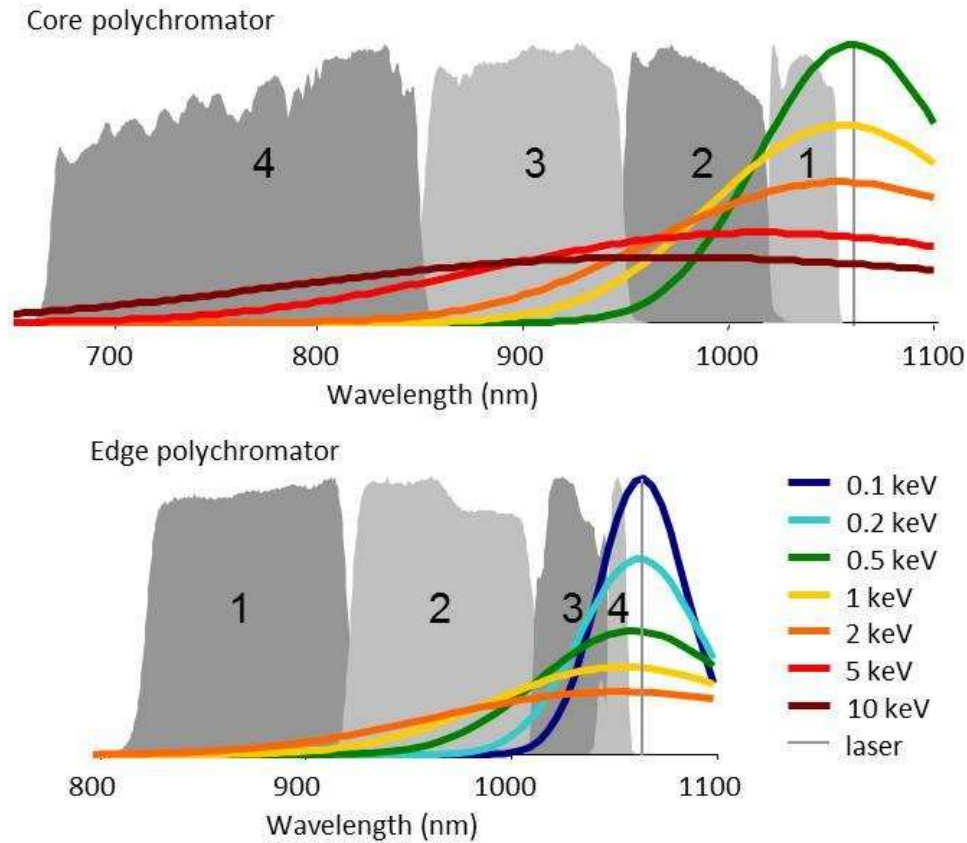 Core polychromator
4 3 2 1
700 800 900 1000 1100
Wavelength (nm)
Edge polychromator
1 2 3 4
800 900 1000 1100
Wavelength (nm)
0.1 keV
0.2 keV
0.5 keV
1 keV
2 keV
5 keV
10 keV
laser